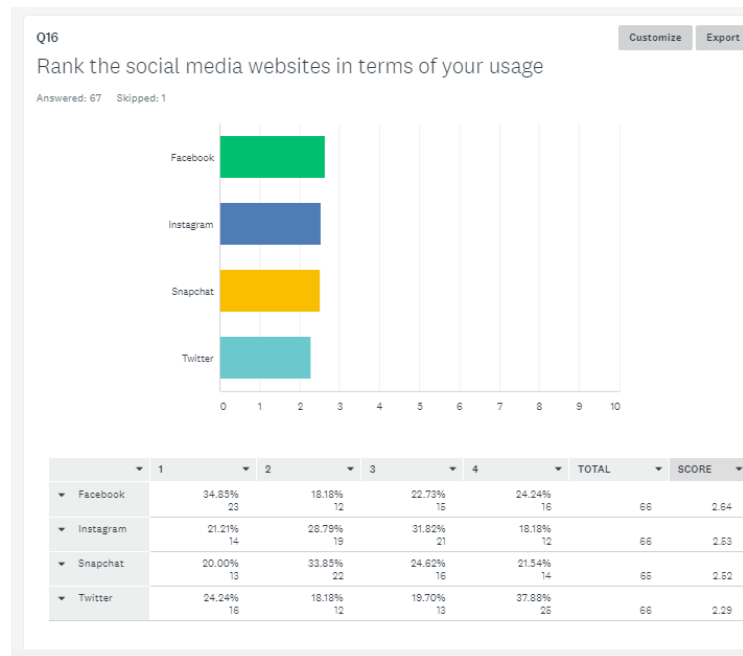 Q16
Customize
Export
Rank the social media websites in terms of your usage
Answered: 67 Skipped: 1
Facebook
Instagram
Snapchat
Twitter
0 1 2 3 4 5 6 7 8 9 10
1 2 3 4 TOTAL SCORE
Facebook 34.85% 18.18% 22.73% 24.24%
23 12 15 16 66 2.64
Instagram 21.21% 28.79% 31.82% 18.18%
14 19 21 12 66 2.53
Snapchat 20.00% 33.85% 24.62% 21.54%
13 22 16 14 65 2.52
Twitter 24.24% 18.18% 19.70% 37.88%
16 12 13 25 66 2.29